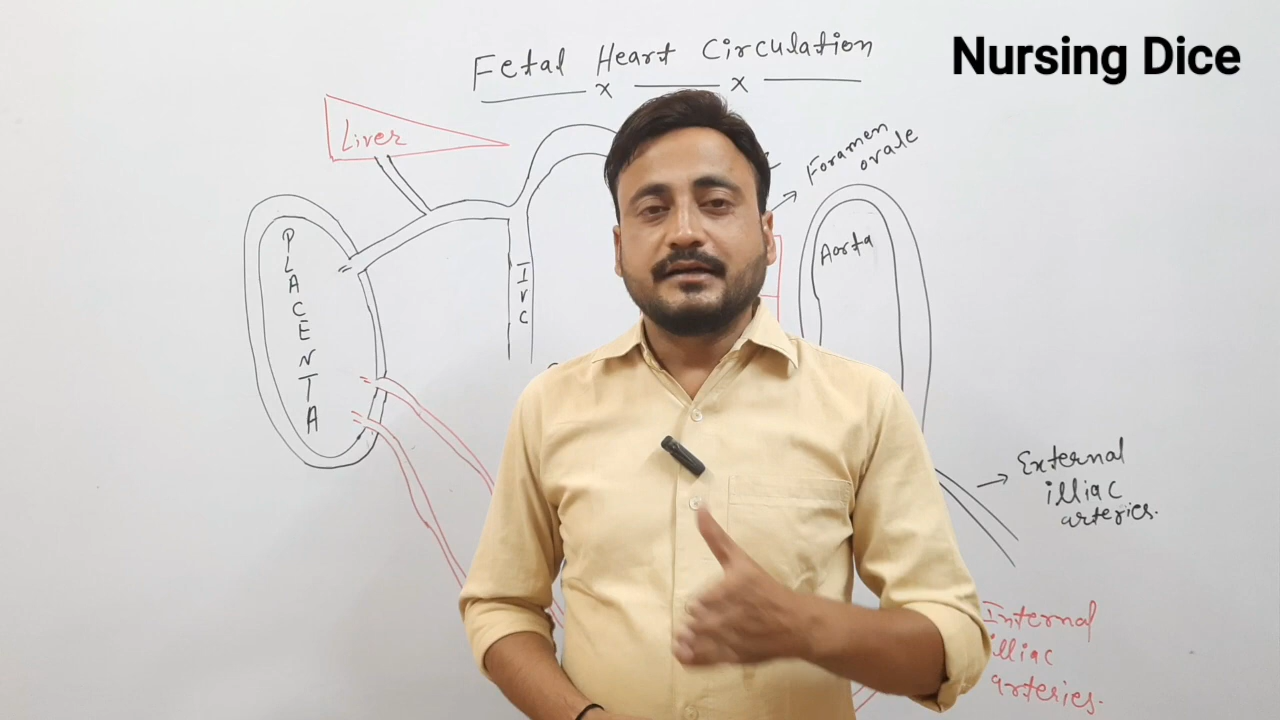 Nursing Dice
Fetal Heart Circulation
x x
Liver
Foramen
ovale
PLACENTA
Aorta
IVC
External
illiac
arteries.
Internal
illiac
arteries.